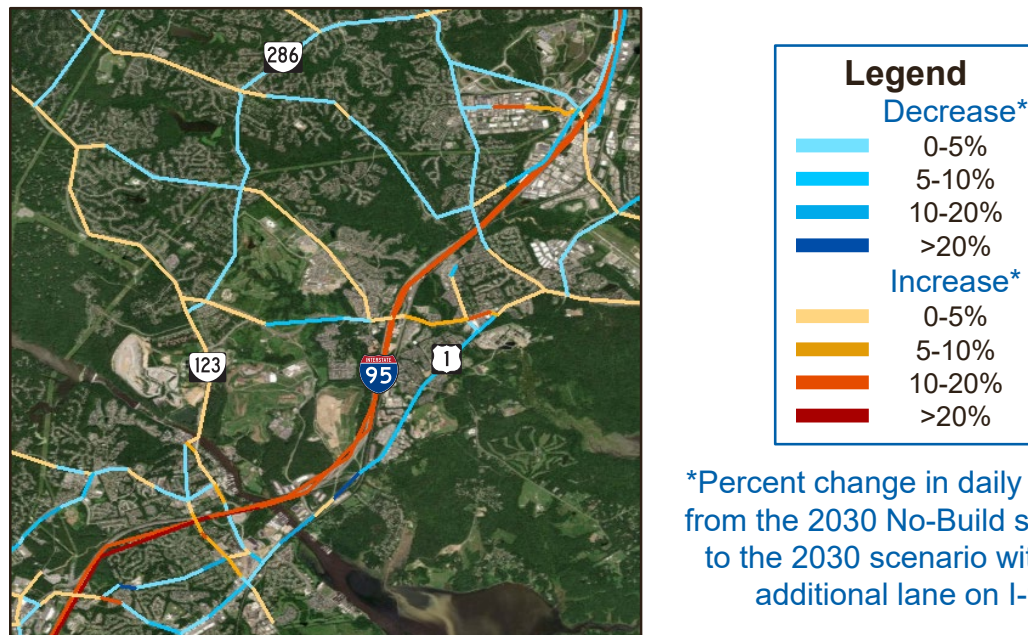 286
123
INTERSTATE
95
1
Legend
Decrease*
0-5%
5-10%
10-20%
>20%
Increase*
0-5%
5-10%
10-20%
>20%
*Percent change in daily
from the 2030 No-Build s
to the 2030 scenario wit
additional lane on I-